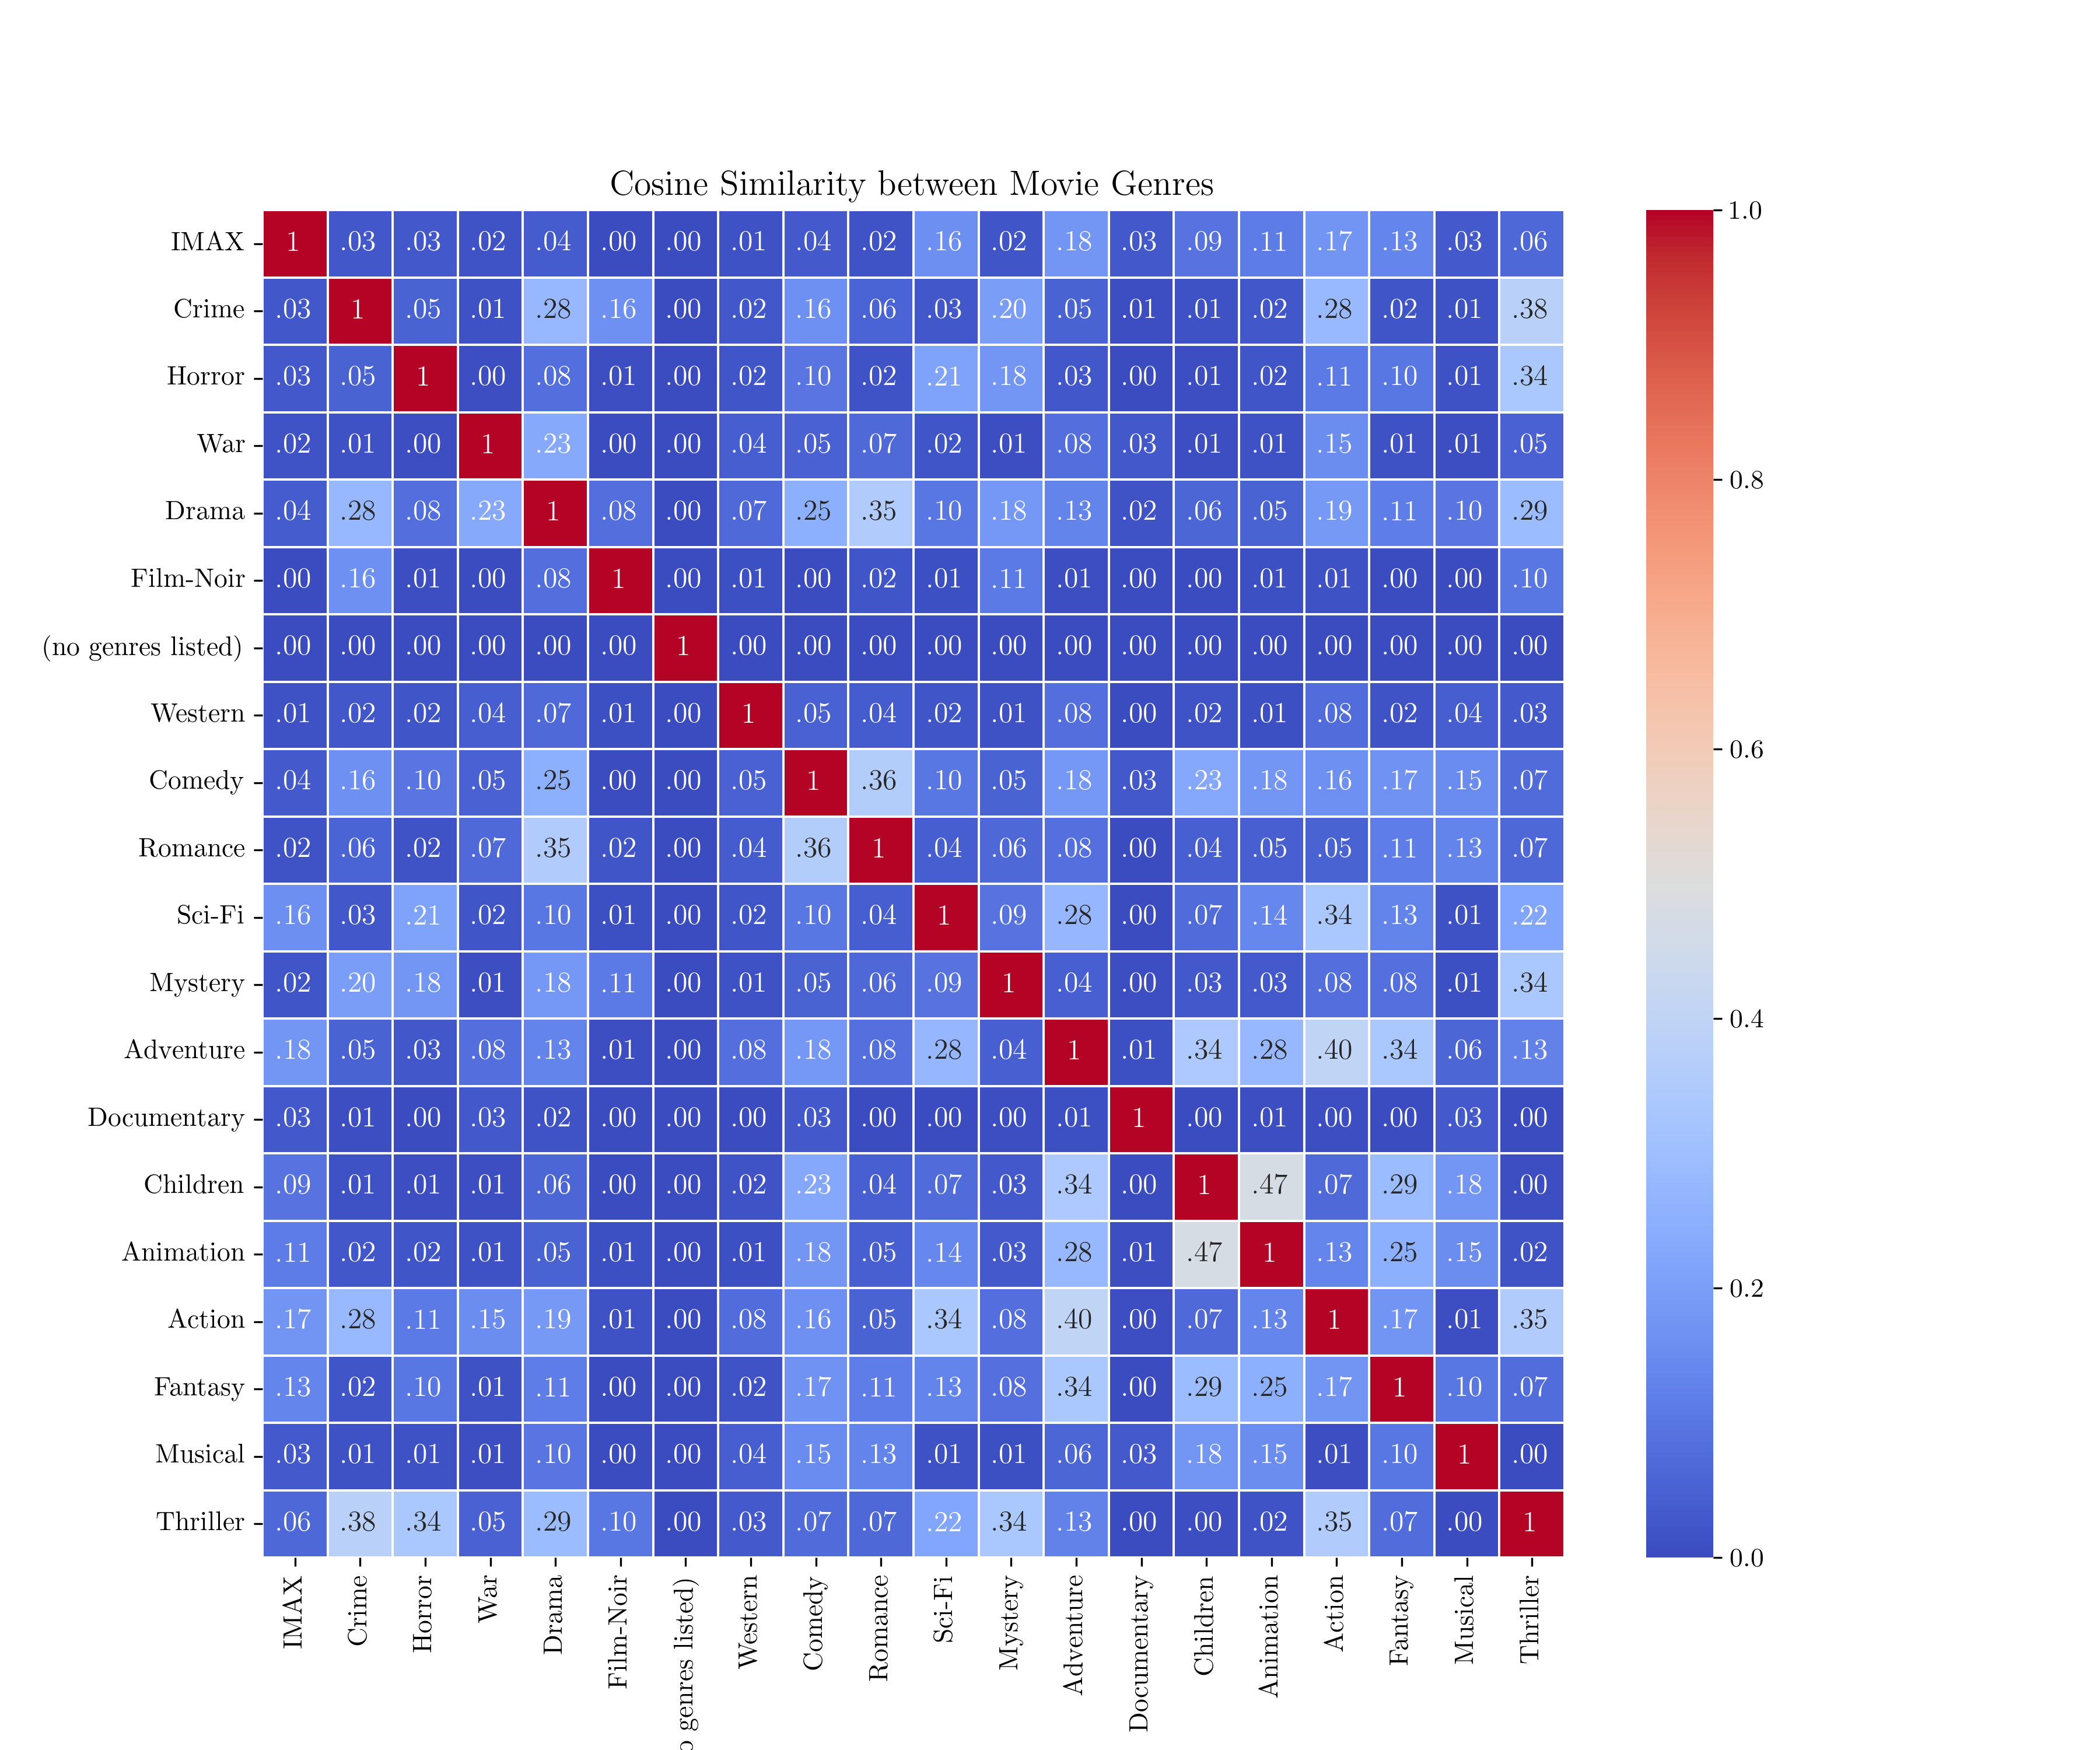 Cosine Similarity between Movie Genres
IMAX 1 .03 .03 .02 .04 .00 .00 .01 .04 .02 .16 .02 .18 .03 .09 .11 .17 .13 .03 .06
Crime .03 1 .05 .01 .28 .16 .00 .02 .16 .06 .03 .20 .05 .01 .01 .02 .28 .02 .01 .38
Horror .03 .05 1 .00 .08 .01 .00 .02 .10 .02 .21 .18 .03 .00 .01 .02 .11 .10 .01 .34
War .02 .01 .00 1 .23 .00 .00 .04 .05 .07 .02 .01 .08 .03 .01 .01 .15 .01 .01 .05
Drama .04 .28 .08 .23 1 .08 .00 .07 .25 .35 .10 .18 .13 .02 .06 .05 .19 .11 .10 .29
Film-Noir .00 .16 .01 .00 .08 1 .00 .01 .00 .02 .01 .11 .01 .00 .00 .01 .01 .00 .00 .10
(no genres listed) .00 .00 .00 .00 .00 .00 1 .00 .00 .00 .00 .00 .00 .00 .00 .00 .00 .00 .00 .00
Western .01 .02 .02 .04 .07 .01 .00 1 .05 .04 .02 .01 .08 .00 .02 .01 .08 .02 .04 .03
Comedy .04 .16 .10 .05 .25 .00 .00 .05 1 .36 .10 .05 .18 .03 .23 .18 .16 .17 .15 .07
Romance .02 .06 .02 .07 .35 .02 .00 .04 .36 1 .04 .06 .08 .00 .04 .05 .05 .11 .13 .07
Sci-Fi .16 .03 .21 .02 .10 .01 .00 .02 .10 .04 1 .09 .28 .00 .07 .14 .34 .13 .01 .22
Mystery .02 .20 .18 .01 .18 .11 .00 .01 .05 .06 .09 1 .04 .00 .03 .03 .08 .08 .01 .34
Adventure .18 .05 .03 .08 .13 .01 .00 .08 .18 .08 .28 .04 1 .01 .34 .28 .40 .34 .06 .13
Documentary .03 .01 .00 .03 .02 .00 .00 .00 .03 .00 .00 .00 .01 1 .00 .01 .00 .00 .03 .00
Children .09 .01 .01 .01 .06 .00 .00 .02 .23 .04 .07 .03 .34 .00 1 .47 .07 .29 .18 .00
Animation .11 .02 .02 .01 .05 .01 .00 .01 .18 .05 .14 .03 .28 .01 .47 1 .13 .25 .15 .02
Action .17 .28 .11 .15 .19 .01 .00 .08 .16 .05 .34 .08 .40 .00 .07 .13 1 .17 .01 .35
Fantasy .13 .02 .10 .01 .11 .00 .00 .02 .17 .11 .13 .08 .34 .00 .29 .25 .17 1 .10 .07
Musical .03 .01 .01 .01 .10 .00 .00 .04 .15 .13 .01 .01 .06 .03 .18 .15 .01 .10 1 .00
Thriller .06 .38 .34 .05 .29 .10 .00 .03 .07 .07 .22 .34 .13 .00 .00 .02 .35 .07 .00 1
IMAX
Crime
Horror
War
Drama
Film-Noir
genres listed)
Western
Comedy
Romance
Sci-Fi
Mystery
Adventure
Documentary
Children
Animation
Action
Fantasy
Musical
Thriller
1.0
0.8
0.6
0.4
0.2
0.0